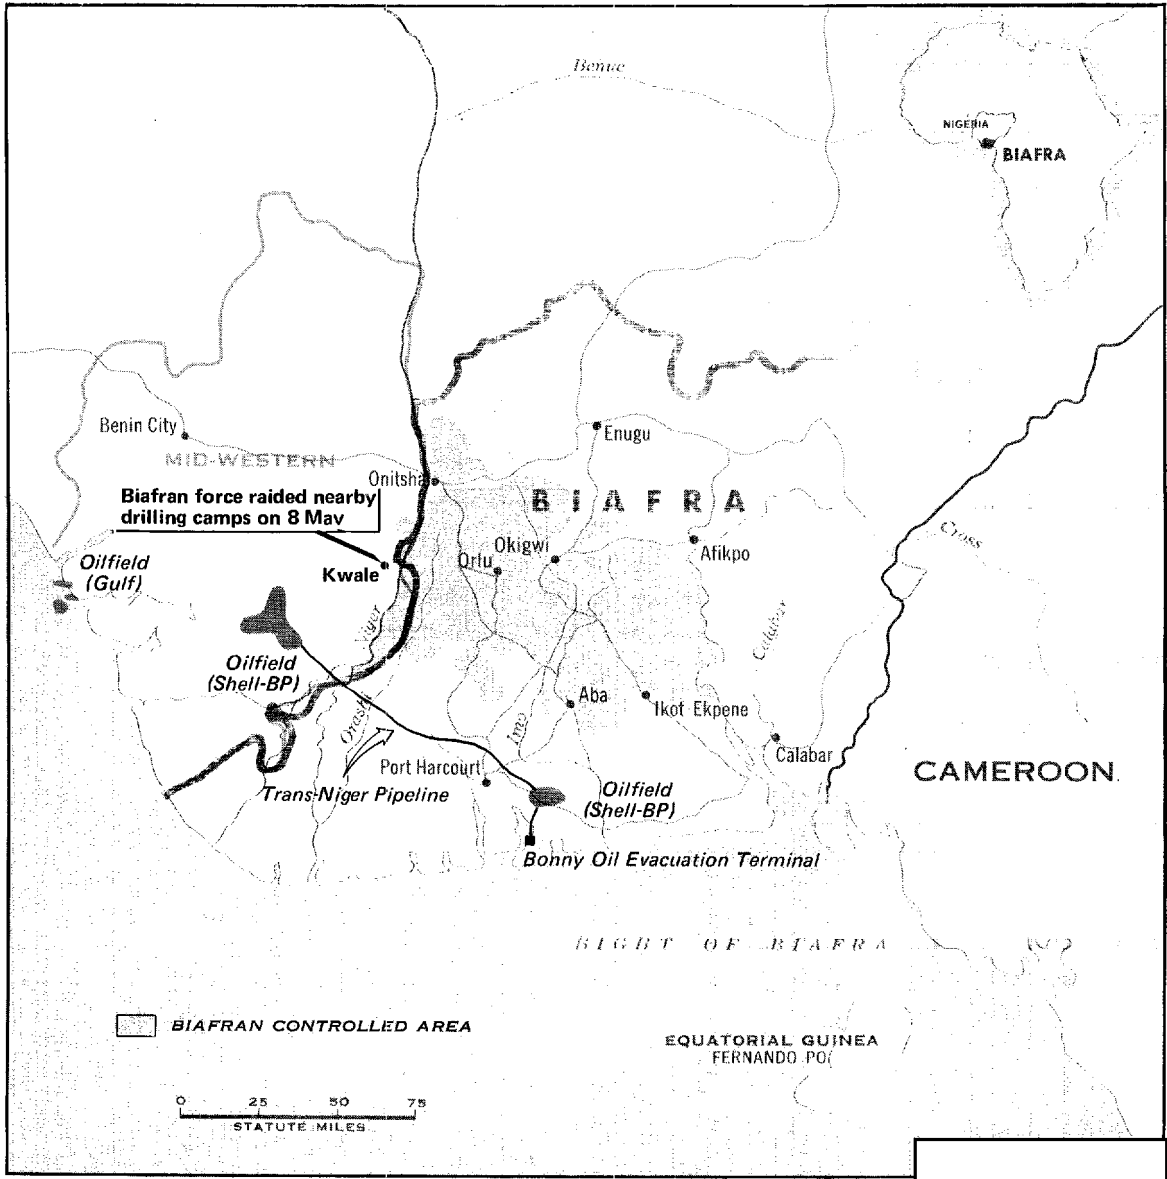 Benue
NIGERIA
BIAFRA
Benin City
Enugu
MID-WESTERN
Onitsha
BIAFRA
Biafran force raided nearby
drilling camps on 8 May
Okigwi
Cross
Afikpo
Orlu
Oilfield
(Gulf)
Kwale
Niger
Calabar
Oilfield
(Shell-BP)
Aba
Ikot Ekpene
Orashi
Imo
Calabar
Port Harcourt
CAMEROON
Trans-Niger Pipeline
Oilfield
(Shell-BP)
Bonny Oil Evacuation Terminal
BIGHT OF BIAFRA
BIAFRAN CONTROLLED AREA
EQUATORIAL GUINEA
FERNANDO PO
0 25 50 75
STATUTE MILES